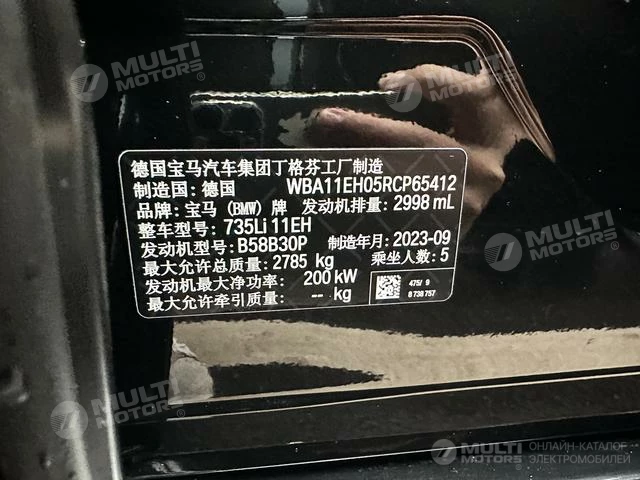 MULTI MOTORS
MULTI MOTORS
德国宝马汽车集团丁格芬工厂制造
制造国: 德国 WBA11EH05RCP65412
品牌: 宝马 (BMW) 牌 发动机排量: 2998 mL
整车型号: 735Li 11EH
发动机型号: B58B30P 制造年月: 2023-09
最大允许总质量: 2785 kg 乘坐人数: 5
发动机最大净功率: 200 kW
最大允许牵引质量: -- kg
475/ 9
8 738 757
MULTI MOTORS
MULTI MOTORS
MULTI MOTORS
MULTI MOTORS
ОНЛАЙН-КАТАЛОГ
ЭЛЕКТРОМОБИЛЕЙ